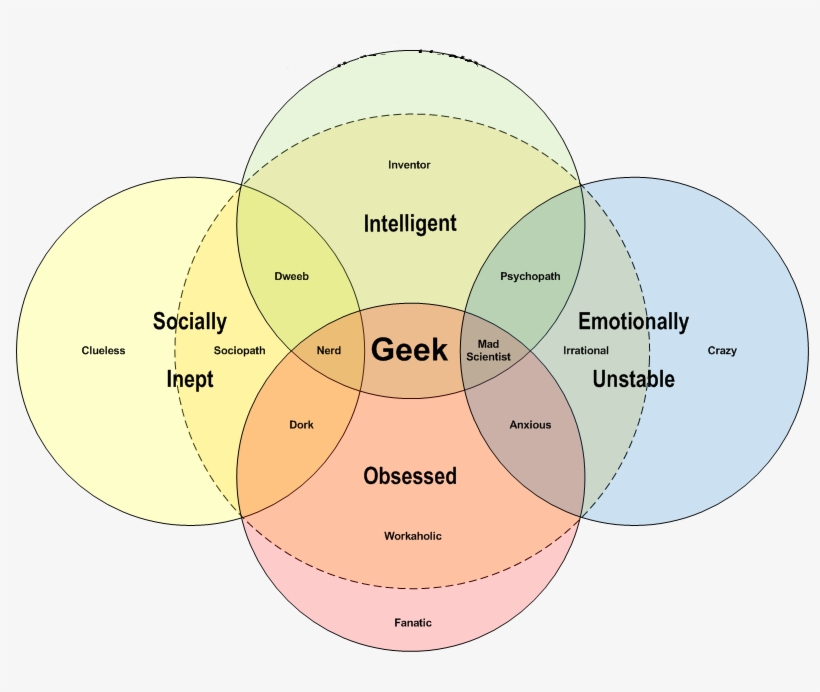 Inventor
Intelligent
Dweeb
Psychopath
Socially
Inept
Emotionally
Unstable
Clueless
Sociopath
Nerd
Geek
Mad
Scientist
Irrational
Crazy
Dork
Anxious
Obsessed
Workaholic
Fanatic